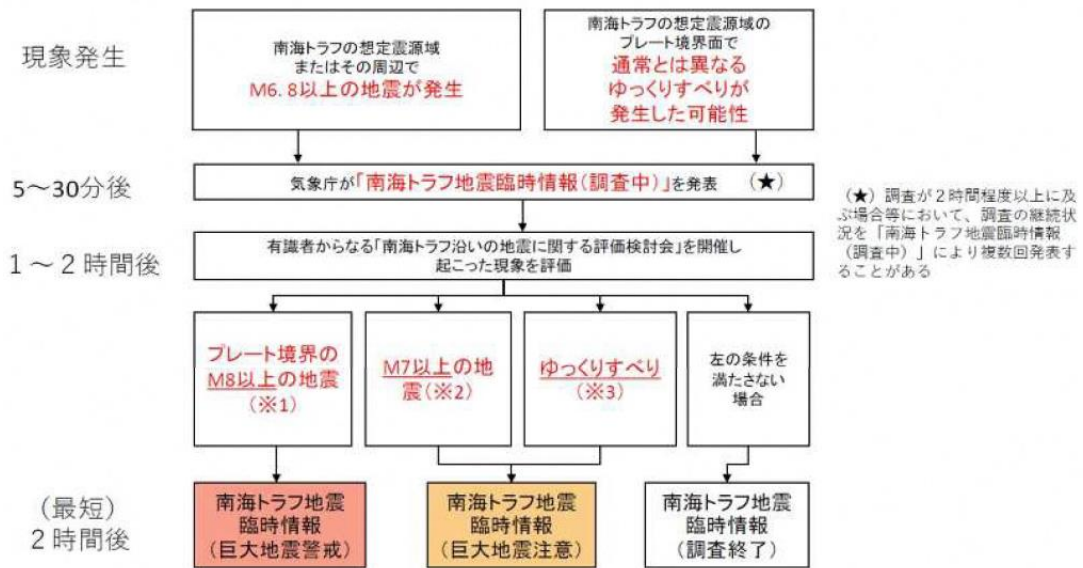 現象発生
南海トラフの想定震源域
またはその周辺で
M6.8以上の地震が発生
南海トラフの想定震源域の
プレート境界面で
通常とは異なる
ゆっくりすべりが
発生した可能性
5～30分後
気象庁が「南海トラフ地震臨時情報(調査中)」を発表 (★)
(★)調査が2時間程度以上に及
ぶ場合等において、調査の継続状
況を「南海トラフ地震臨時情報
(調査中)」により複数回発表す
ることがある
1～2時間後
有識者からなる「南海トラフ沿いの地震に関する評価検討会」を開催し
起こった現象を評価
プレート境界の
M8以上の地震
(※1)
M7以上の地
震(※2)
ゆっくりすべり
(※3)
左の条件を
満たさない
場合
(最短)
2時間後
南海トラフ地震
臨時情報
(巨大地震警戒)
南海トラフ地震
臨時情報
(巨大地震注意)
南海トラフ地震
臨時情報
(調査終了)